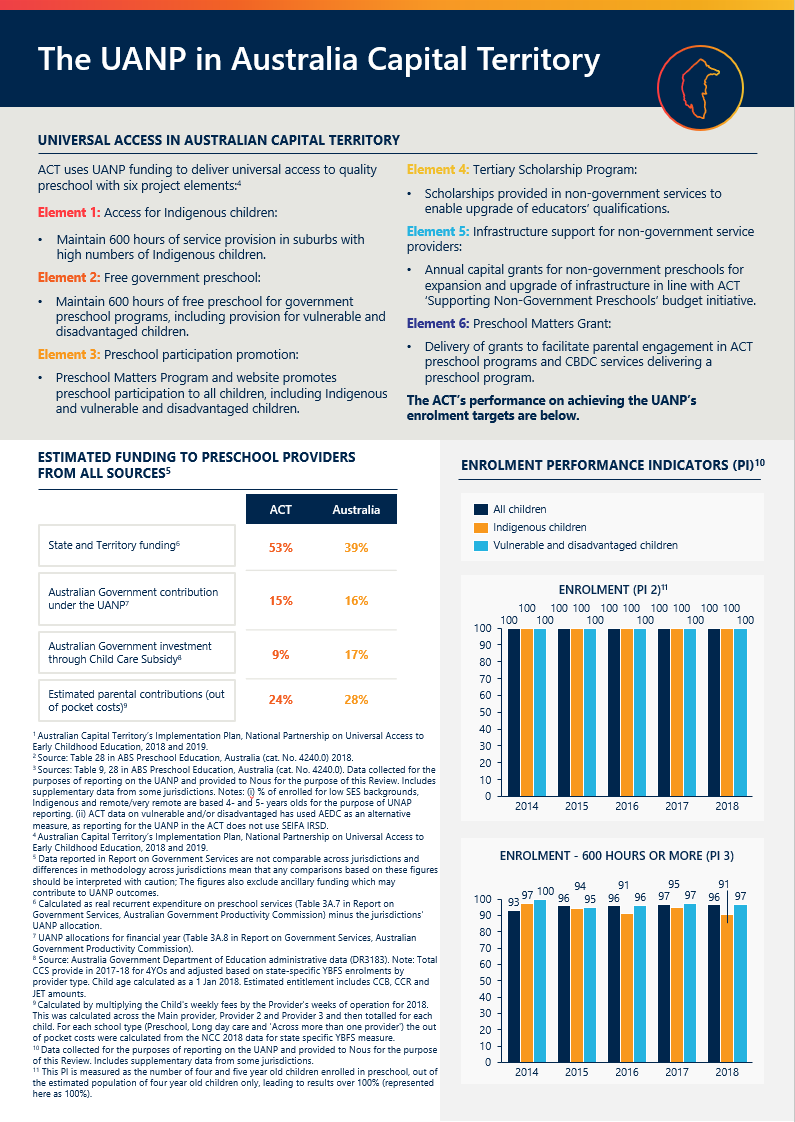 The UANP in Australia Capital Territory
UNIVERSAL ACCESS IN AUSTRALIAN CAPITAL TERRITORY
ACT uses UANP funding to deliver universal access to quality
preschool with six project elements:⁴
Element 1: Access for Indigenous children:
• Maintain 600 hours of service provision in suburbs with
high numbers of Indigenous children.
Element 2: Free government preschool:
• Maintain 600 hours of free preschool for government
preschool programs, including provision for vulnerable and
disadvantaged children.
Element 3: Preschool participation promotion:
• Preschool Matters Program and website promotes
preschool participation to all children, including Indigenous
and vulnerable and disadvantaged children.
Element 4: Tertiary Scholarship Program:
• Scholarships provided in non-government services to
enable upgrade of educators’ qualifications.
Element 5: Infrastructure support for non-government service
providers:
• Annual capital grants for non-government preschools for
expansion and upgrade of infrastructure in line with ACT
‘Supporting Non-Government Preschools’ budget initiative.
Element 6: Preschool Matters Grant:
• Delivery of grants to facilitate parental engagement in ACT
preschool programs and CBDC services delivering a
preschool program.
The ACT’s performance on achieving the UANP’s
enrolment targets are below.
ESTIMATED FUNDING TO PRESCHOOL PROVIDERS
FROM ALL SOURCES⁵
ACT Australia
State and Territory funding⁶ 53% 39%
Australian Government contribution
under the UANP⁷ 15% 16%
Australian Government investment
through Child Care Subsidy⁸ 9% 17%
Estimated parental contributions (out
of pocket costs)⁹ 24% 28%
¹ Australian Capital Territory’s Implementation Plan, National Partnership on Universal Access to
Early Childhood Education, 2018 and 2019.
² Source: Table 28 in ABS Preschool Education, Australia (cat. No. 4240.0) 2018.
³ Sources: Table 9, 28 in ABS Preschool Education, Australia (cat. No. 4240.0). Data collected for the
purposes of reporting on the UANP and provided to Nous for the purpose of this Review. Includes
supplementary data from some jurisdictions. Notes: (i) % of enrolled for low SES backgrounds,
Indigenous and remote/very remote are based 4- and 5- years olds for the purpose of UNAP
reporting. (ii) ACT data on vulnerable and/or disadvantaged has used AEDC as an alternative
measure, as reporting for the UANP in the ACT does not use SEIFA IRSD.
⁴ Australian Capital Territory’s Implementation Plan, National Partnership on Universal Access to
Early Childhood Education, 2018 and 2019.
⁵ Data reported in Report on Government Services are not comparable across jurisdictions and
differences in methodology across jurisdictions mean that any comparisons based on these figures
should be interpreted with caution; The figures also exclude ancillary funding which may
contribute to UANP outcomes.
⁶ Calculated as real recurrent expenditure on preschool services (Table 3A.7 in Report on
Government Services, Australian Government Productivity Commission) minus the jurisdictions’
UANP allocation.
⁷ UANP allocations for financial year (Table 3A.8 in Report on Government Services, Australian
Government Productivity Commission).
⁸ Source: Australia Government Department of Education administrative data (DR3183). Note: Total
CCS provide in 2017-18 for 4YOs and adjusted based on state-specific YBFS enrolments by
provider type. Child age calculated as a 1 Jan 2018. Estimated entitlement includes CCB, CCR and
JET amounts.
⁹ Calculated by multiplying the Child’s weekly fees by the Provider’s weeks of operation for 2018.
This was calculated across the Main provider, Provider 2 and Provider 3 and then totalled for each
child. For each school type (Preschool, Long day care and ‘Across more than one provider’) the out
of pocket costs were calculated from the NCC 2018 data for state specific YBFS measure.
¹⁰ Data collected for the purposes of reporting on the UANP and provided to Nous for the purpose
of this Review. Includes supplementary data from some jurisdictions.
¹¹ This PI is measured as the number of four and five year old children enrolled in preschool, out of
the estimated population of four year old children only, leading to results over 100% (represented
here as 100%).
ENROLMENT PERFORMANCE INDICATORS (PI)¹⁰
All children
Indigenous children
Vulnerable and disadvantaged children
ENROLMENT (PI 2)¹¹
100 100 100 100 100 100 100 100
100 100 100 100 100 100 100
100
90
80
70
60
50
40
30
20
10
0
2014 2015 2016 2017 2018
ENROLMENT - 600 HOURS OR MORE (PI 3)
93 97 100 96 94 95 96 91 96 96 95 97 96 91 97
100
90
80
70
60
50
40
30
20
10
0
2014 2015 2016 2017 2018